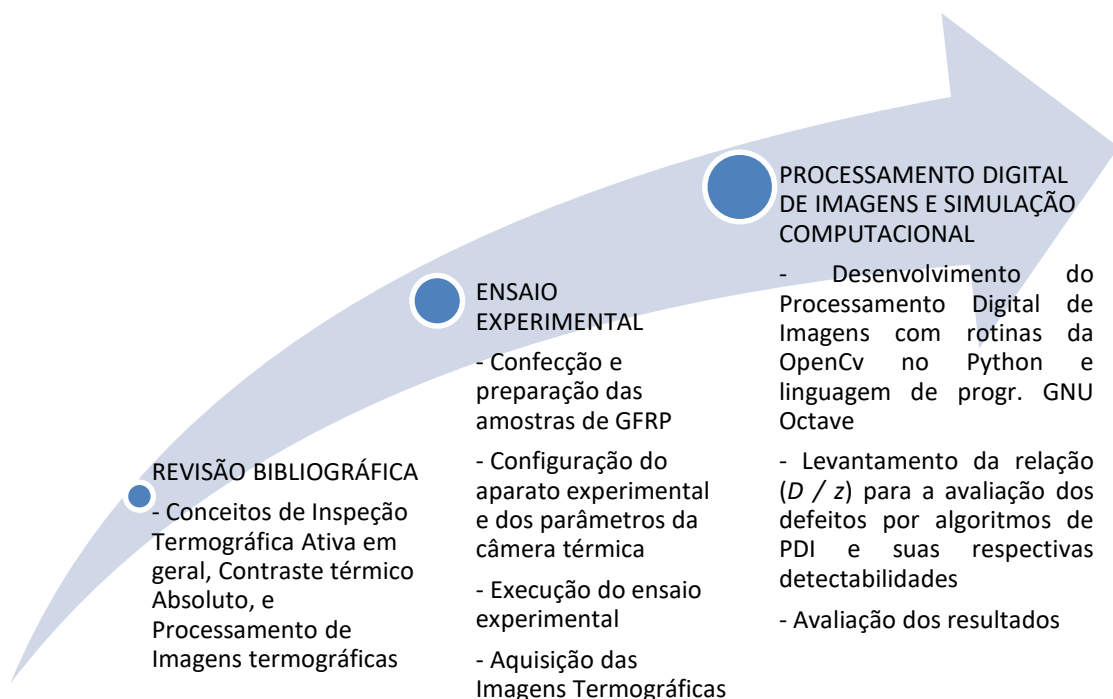 REVISÃO BIBLIOGRÁFICA
- Conceitos de Inspeção
Termográfica Ativa em
geral, Contraste térmico
Absoluto, e
Processamento de
Imagens termográficas
ENSAIO
EXPERIMENTAL
- Confecção e
preparação das
amostras de GFRP
- Configuração do
aparato experimental
e dos parâmetros da
câmera térmica
- Execução do ensaio
experimental
- Aquisição das
Imagens Termográficas
PROCESSAMENTO DIGITAL
DE IMAGENS E SIMULAÇÃO
COMPUTACIONAL
- Desenvolvimento do
Processamento Digital de
Imagens com rotinas da
OpenCv no Python e
linguagem de progr. GNU
Octave
- Levantamento da relação
(D / z) para a avaliação dos
defeitos por algoritmos de
PDI e suas respectivas
detectabilidades
- Avaliação dos resultados